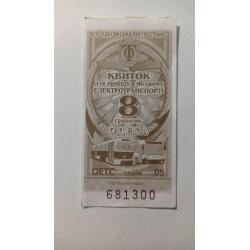 КВИТОК
для проїзду в міському
ЕЛЕКТРОТРАНСПОРТІ
8
гривень
ОДЕСА
ОЕТС серія 05
681300